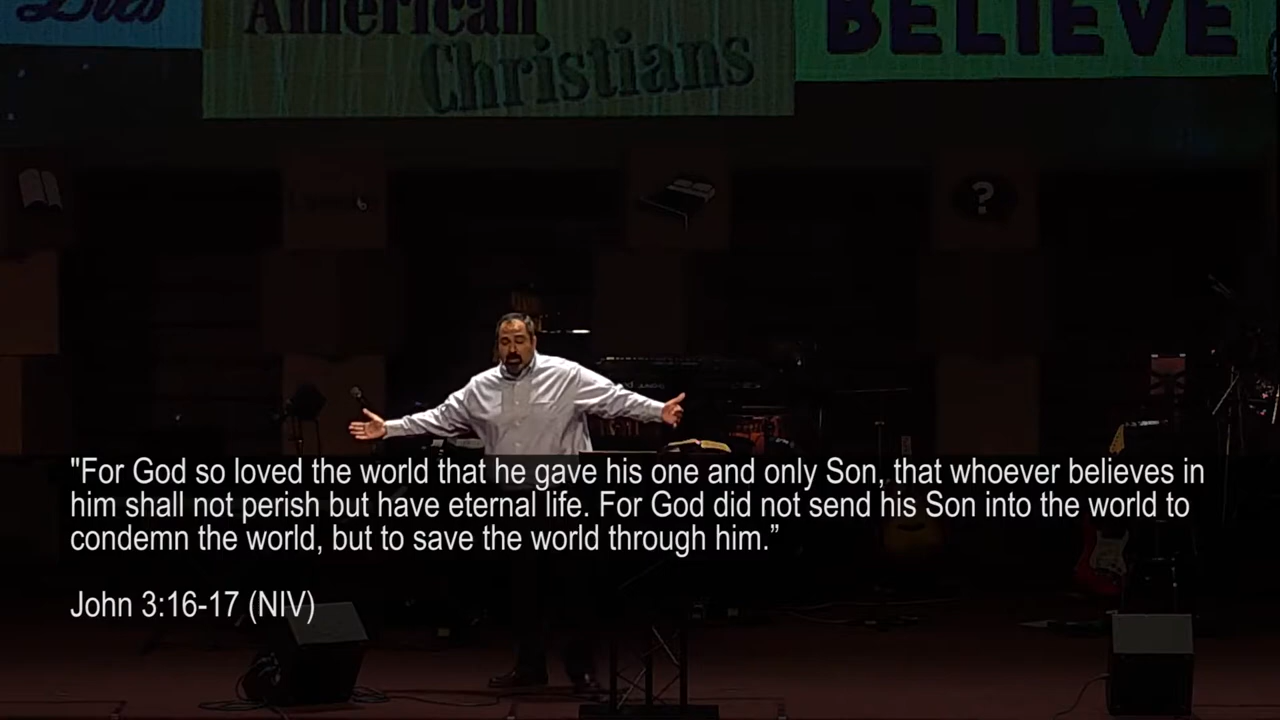 Lies
American
Christians
BELIEVE
?
"For God so loved the world that he gave his one and only Son, that whoever believes in
him shall not perish but have eternal life. For God did not send his Son into the world to
condemn the world, but to save the world through him.”
John 3:16-17 (NIV)